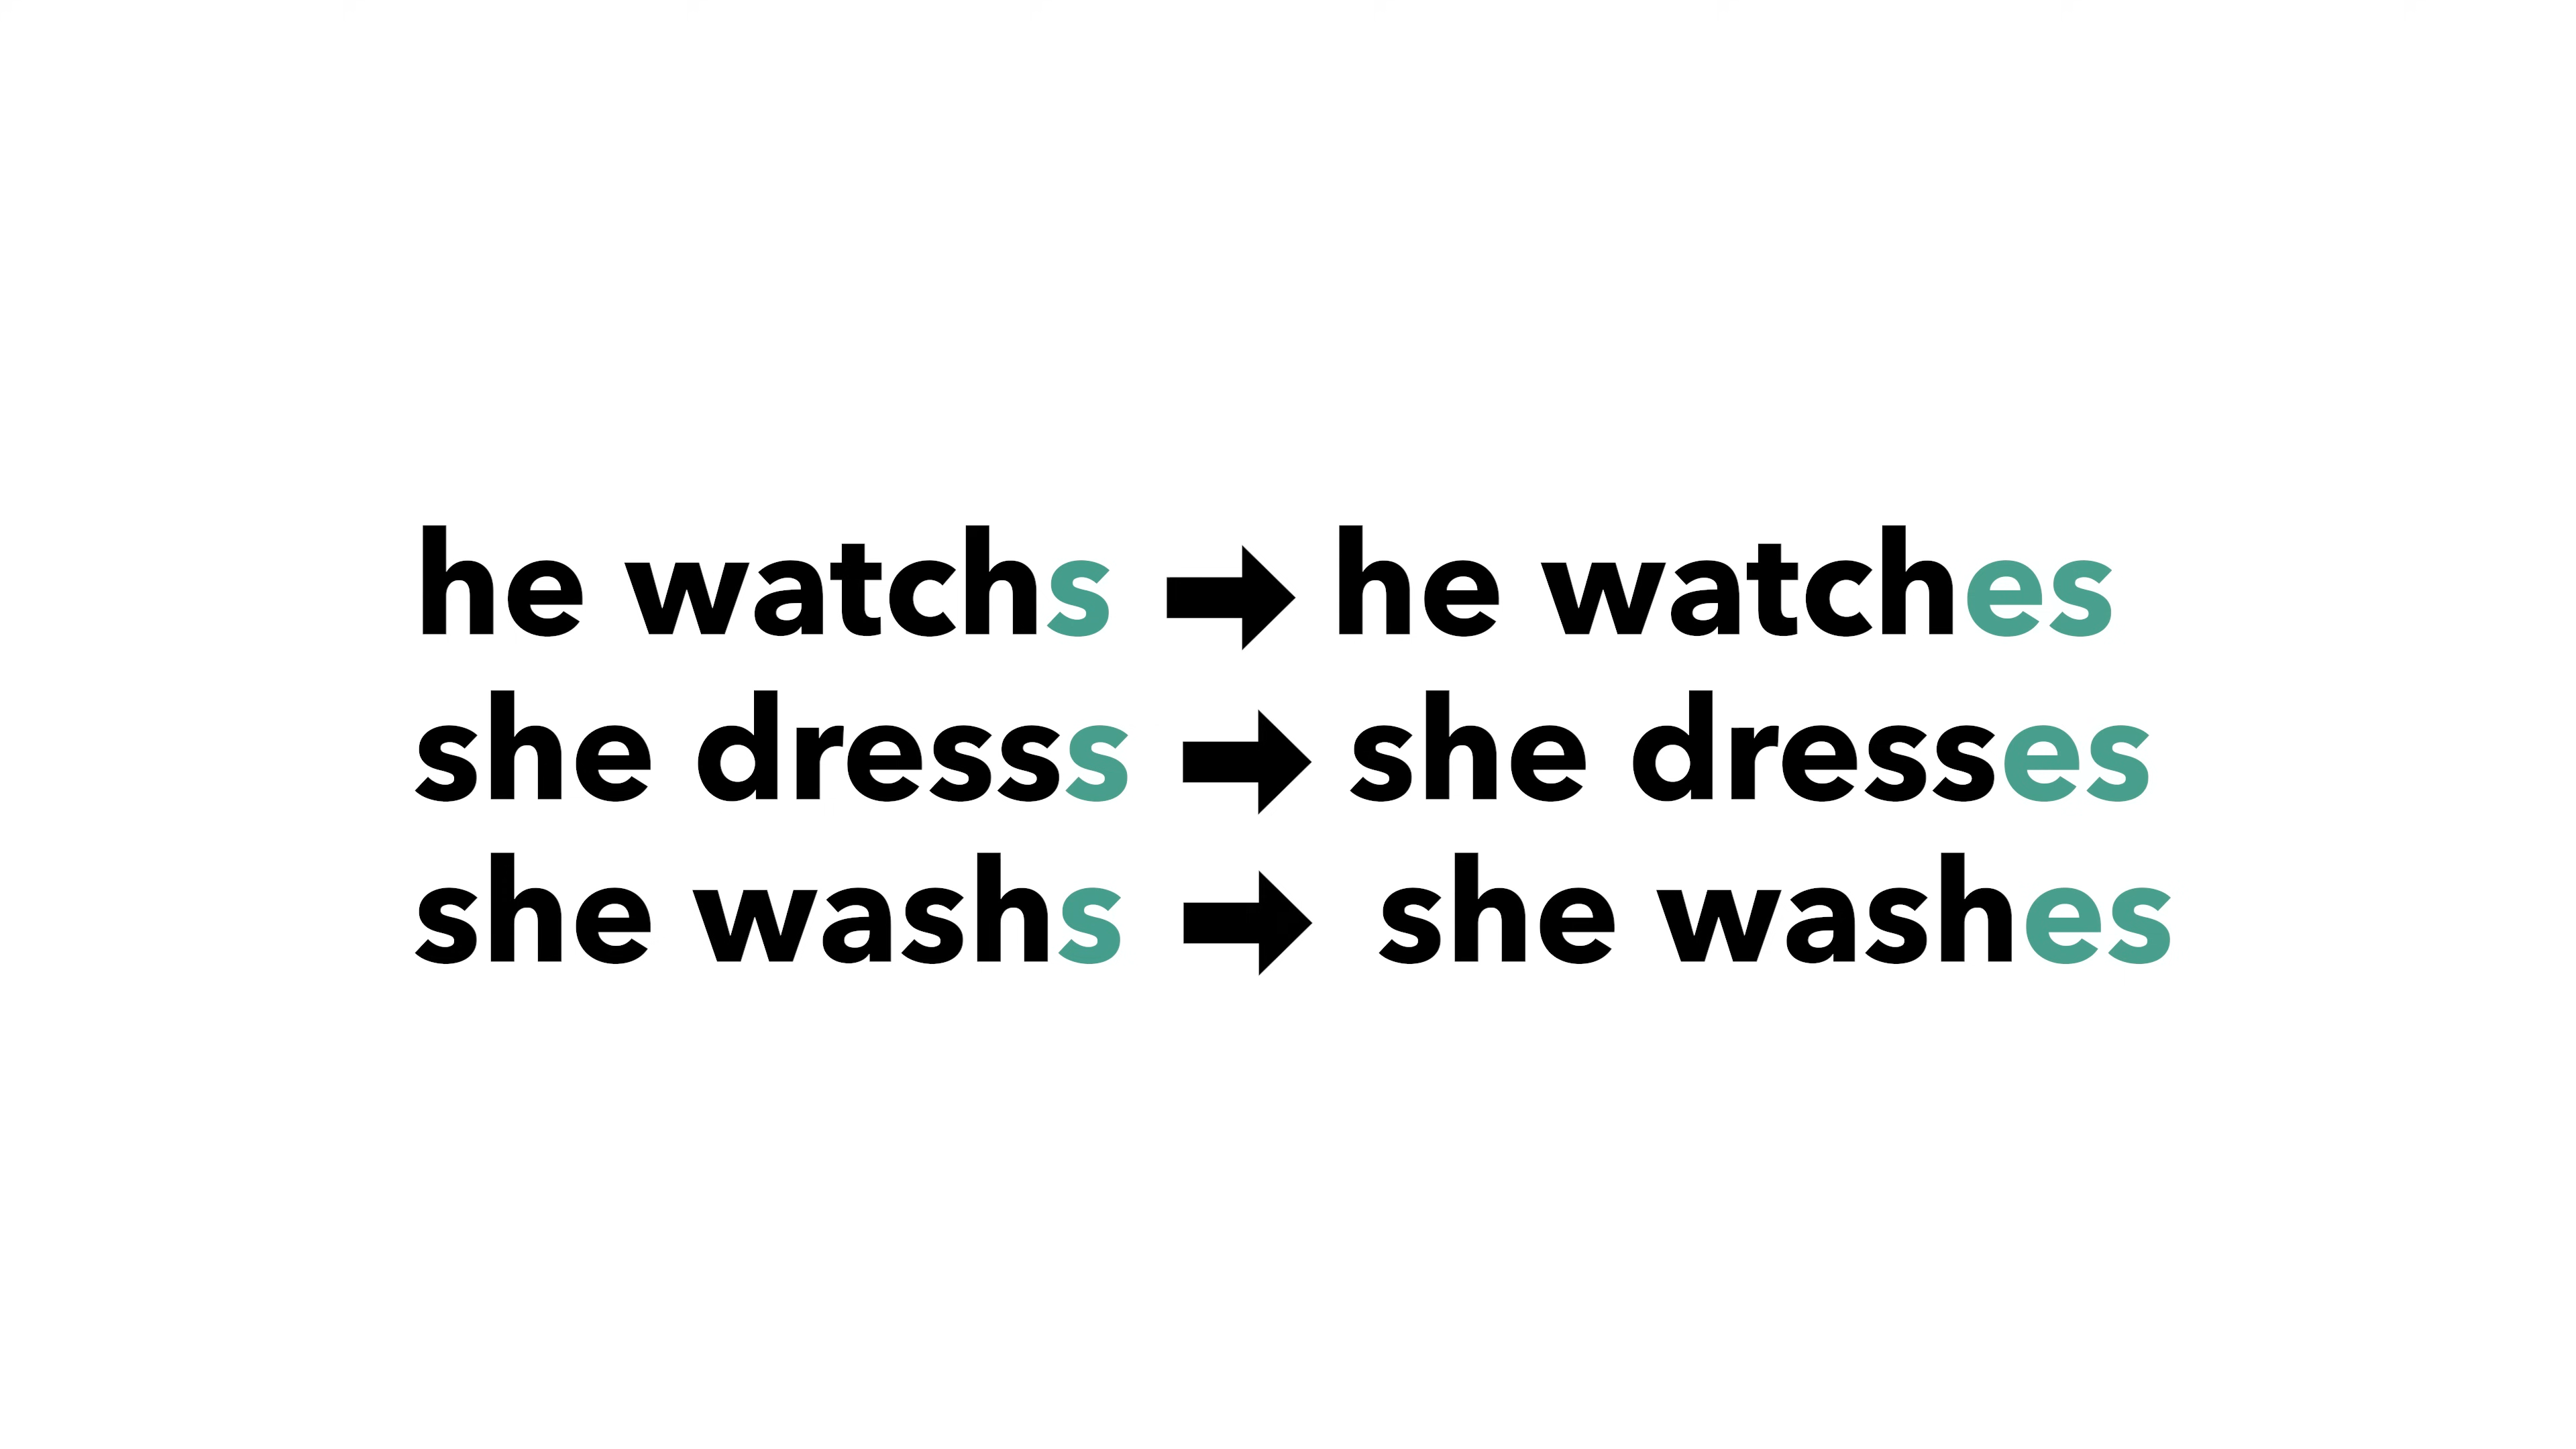 he watchs ➡ he watches
she dresss ➡ she dresses
she washs ➡ she washes